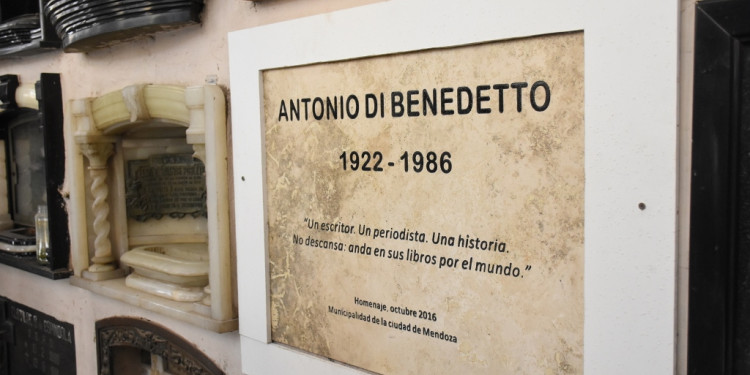 ANTONIO DI BENEDETTO
1922 - 1986
"Un escritor. Un periodista. Una historia.
No descansa: anda en sus libros por el mundo."
Homenaje, octubre 2016
Municipalidad de la ciudad de Mendoza